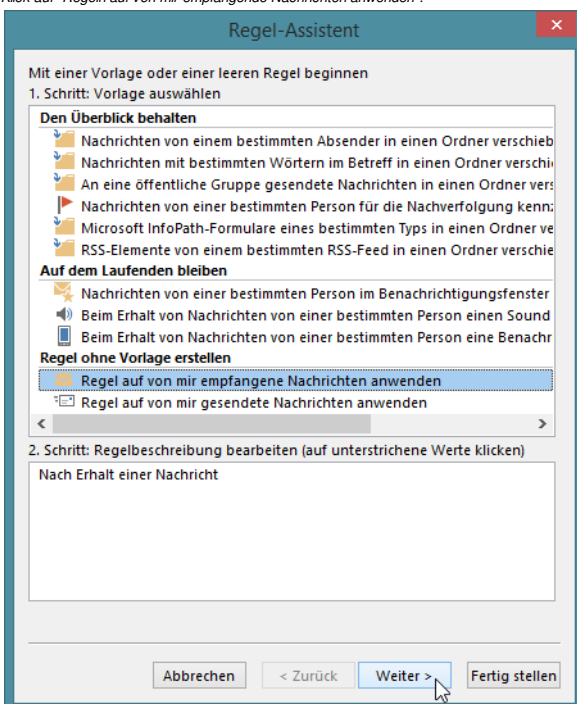 Klick auf "Regeln auf von mir empfangende Nachrichten anwenden".
Regel-Assistent
Mit einer Vorlage oder einer leeren Regel beginnen
1. Schritt: Vorlage auswählen
Den Überblick behalten
Nachrichten von einem bestimmten Absender in einen Ordner verschieb
Nachrichten mit bestimmten Wörtern im Betreff in einen Ordner verschi
An eine öffentliche Gruppe gesendete Nachrichten in einen Ordner vers
Nachrichten von einer bestimmten Person für die Nachverfolgung kenn
Microsoft InfoPath-Formulare eines bestimmten Typs in einen Ordner ve
RSS-Elemente von einem bestimmten RSS-Feed in einen Ordner verschie
Auf dem Laufenden bleiben
Nachrichten von einer bestimmten Person im Benachrichtigungsfenster
Beim Erhalt von Nachrichten von einer bestimmten Person einen Sound
Beim Erhalt von Nachrichten von einer bestimmten Person eine Benachr
Regel ohne Vorlage erstellen
Regel auf von mir empfangene Nachrichten anwenden
Regel auf von mir gesendete Nachrichten anwenden
2. Schritt: Regelbeschreibung bearbeiten (auf unterstrichene Werte klicken)
Nach Erhalt einer Nachricht
Abbrechen < Zurück Weiter > Fertig stellen